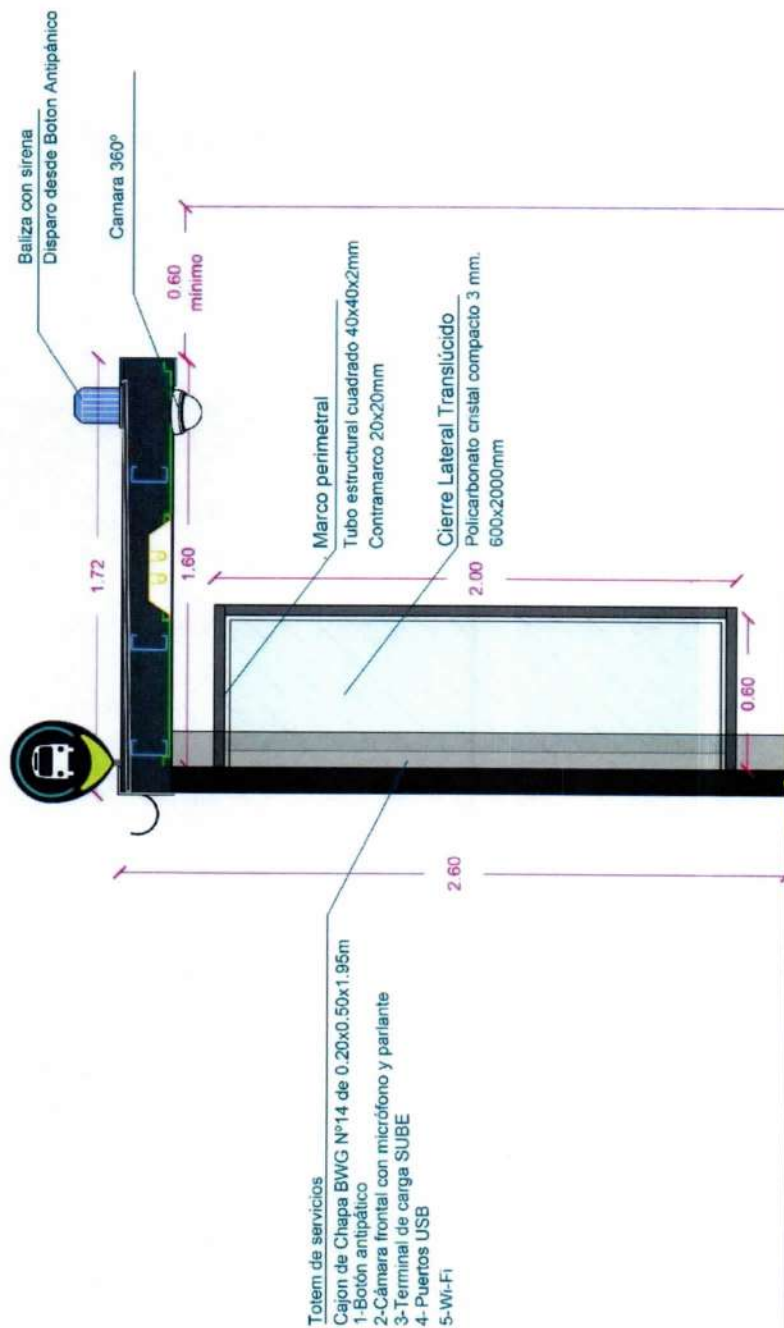 Baliza con sirena
Disparo desde Boton Antipánico
Camara 360º
0.60
mínimo
1.72
1.60
Marco perimetral
Tubo estructural cuadrado 40x40x2mm
Contramarco 20x20mm
Cierre Lateral Translúcido
Policarbonato cristal compacto 3 mm.
600x2000mm
2.00
0.60
2.60
Totem de servicios
Cajon de Chapa BWG Nº14 de 0.20x0.50x1.95m
1-Botón antipático
2-Cámara frontal con micrófono y parlante
3-Terminal de carga SUBE
4- Puertos USB
5-Wi-Fi